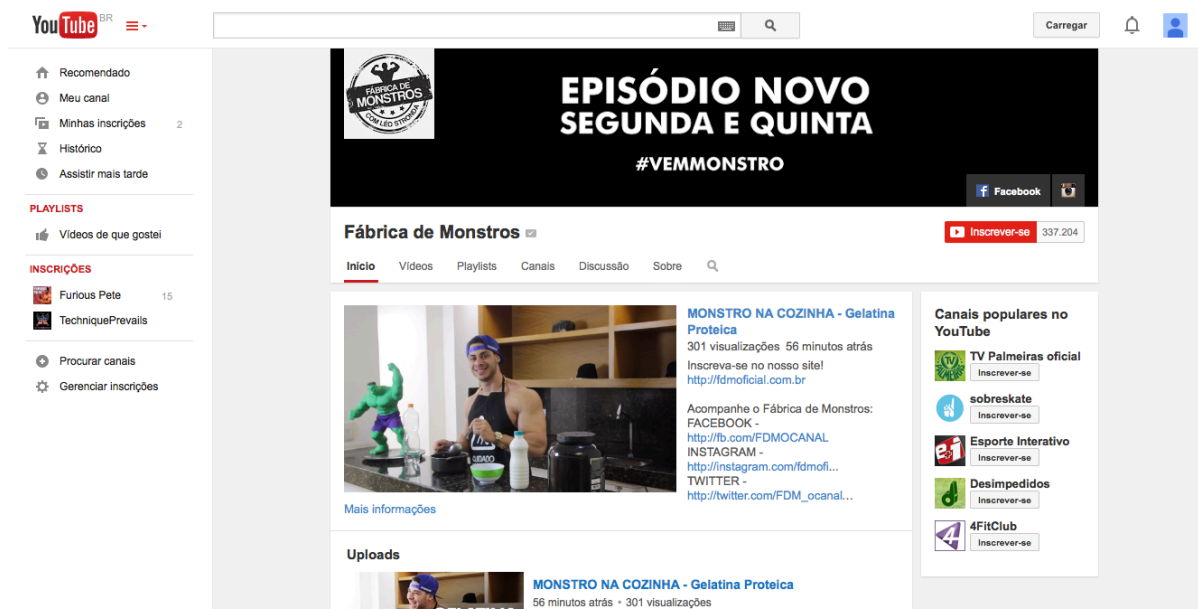 YouTube BR
Carregar
Recomendado
Meu canal
Minhas inscrições 2
Histórico
Assistir mais tarde
PLAYLISTS
Vídeos de que gostei
INSCRIÇÕES
Furious Pete 15
TechniquePrevails
Procurar canais
Gerenciar inscrições
FÁBRICA DE
MONSTROS
COM LÉO STRONDA
EPISÓDIO NOVO
SEGUNDA E QUINTA
#VEMMONSTRO
Facebook
Fábrica de Monstros
Inscrever-se 337.204
Início Vídeos Playlists Canais Discussão Sobre
CUIDADO
MONSTRO NA COZINHA - Gelatina
Proteica
301 visualizações 56 minutos atrás
Inscreva-se no nosso site!
http://fdmoficial.com.br
Acompanhe o Fábrica de Monstros:
FACEBOOK -
http://fb.com/FDMOCANAL
INSTAGRAM -
http://instagram.com/fdmofi...
TWITTER -
http://twitter.com/FDM_ocanal...
Mais informações
Uploads
MONSTRO NA COZINHA - Gelatina Proteica
56 minutos atrás • 301 visualizações
Canais populares no
YouTube
TV Palmeiras oficial
Inscrever-se
sobreskate
Inscrever-se
Esporte Interativo
Inscrever-se
Desimpedidos
Inscrever-se
4FitClub
Inscrever-se